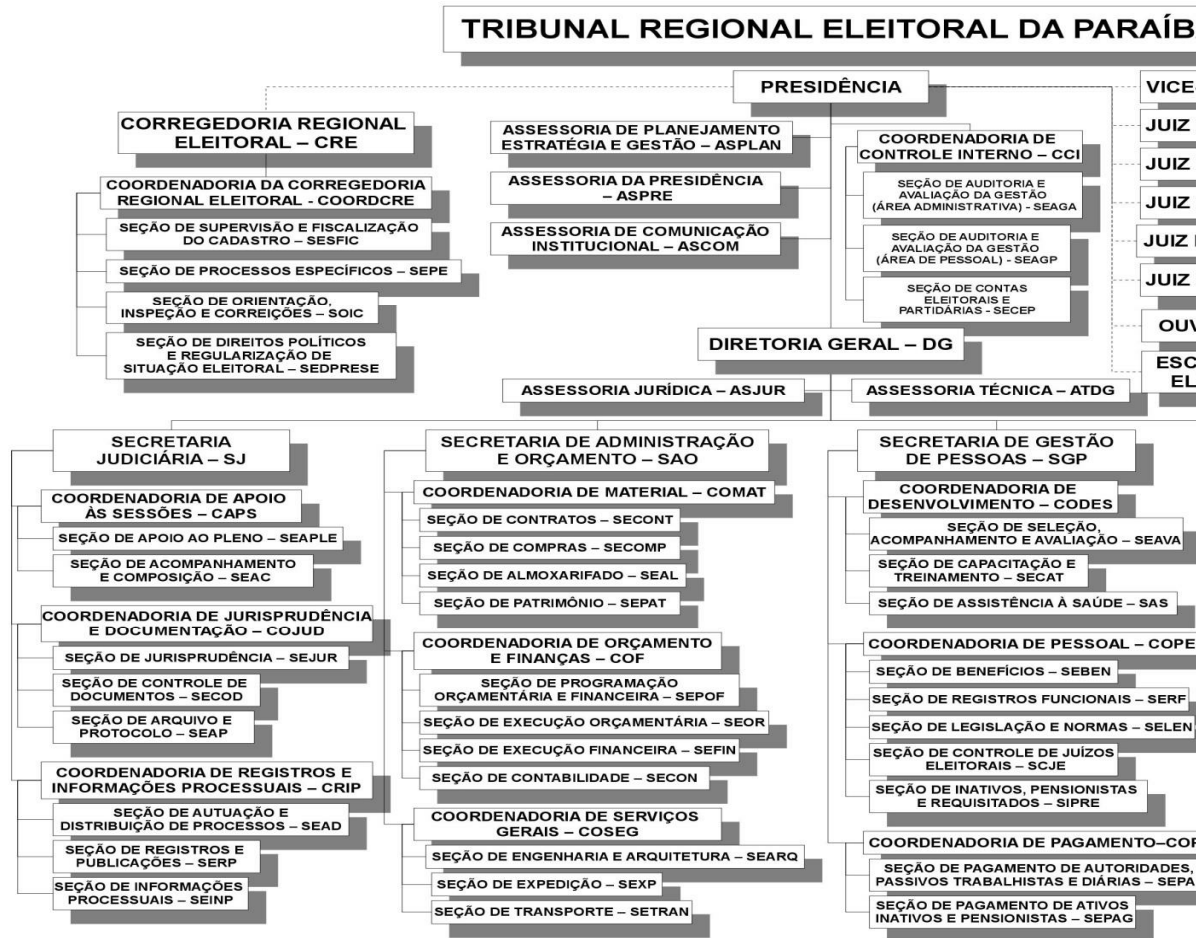 TRIBUNAL REGIONAL ELEITORAL DA PARAÍB
PRESIDÊNCIA
CORREGEDORIA REGIONAL
ELEITORAL – CRE
COORDENADORIA DA CORREGEDORIA
REGIONAL ELEITORAL - COORDCRE
SEÇÃO DE SUPERVISÃO E FISCALIZAÇÃO
DO CADASTRO – SESFIC
SEÇÃO DE PROCESSOS ESPECÍFICOS – SEPE
SEÇÃO DE ORIENTAÇÃO,
INSPEÇÃO E CORREIÇÕES – SOIC
SEÇÃO DE DIREITOS POLÍTICOS
E REGULARIZAÇÃO DE
SITUAÇÃO ELEITORAL – SEDPRESE
ASSESSORIA DE PLANEJAMENTO
ESTRATÉGIA E GESTÃO – ASPLAN
ASSESSORIA DA PRESIDÊNCIA
– ASPRE
ASSESSORIA DE COMUNICAÇÃO
INSTITUCIONAL – ASCOM
COORDENADORIA DE
CONTROLE INTERNO – CCI
SEÇÃO DE AUDITORIA E
AVALIAÇÃO DA GESTÃO
(ÁREA ADMINISTRATIVA) - SEAGA
SEÇÃO DE AUDITORIA E
AVALIAÇÃO DA GESTÃO
(ÁREA DE PESSOAL) - SEAGP
SEÇÃO DE CONTAS
ELEITORAIS E
PARTIDÁRIAS - SECEP
VICE
JUIZ
JUIZ
JUIZ
JUIZ
JUIZ
OUV
ESC
EL
DIRETORIA GERAL – DG
ASSESSORIA JURÍDICA – ASJUR
ASSESSORIA TÉCNICA – ATDG
SECRETARIA
JUDICIÁRIA – SJ
COORDENADORIA DE APOIO
ÀS SESSÕES – CAPS
SEÇÃO DE APOIO AO PLENO – SEAPLE
SEÇÃO DE ACOMPANHAMENTO
E COMPOSIÇÃO – SEAC
COORDENADORIA DE JURISPRUDÊNCIA
E DOCUMENTAÇÃO – COJUD
SEÇÃO DE JURISPRUDÊNCIA – SEJUR
SEÇÃO DE CONTROLE DE
DOCUMENTOS – SECOD
SEÇÃO DE ARQUIVO E
PROTOCOLO – SEAP
COORDENADORIA DE REGISTROS E
INFORMAÇÕES PROCESSUAIS – CRIP
SEÇÃO DE AUTUAÇÃO E
DISTRIBUIÇÃO DE PROCESSOS – SEAD
SEÇÃO DE REGISTROS E
PUBLICAÇÕES – SERP
SEÇÃO DE INFORMAÇÕES
PROCESSUAIS – SEINP
SECRETARIA DE ADMINISTRAÇÃO
E ORÇAMENTO – SAO
COORDENADORIA DE MATERIAL – COMAT
SEÇÃO DE CONTRATOS – SECONT
SEÇÃO DE COMPRAS – SECOMP
SEÇÃO DE ALMOXARIFADO – SEAL
SEÇÃO DE PATRIMÔNIO – SEPAT
COORDENADORIA DE ORÇAMENTO
E FINANÇAS – COF
SEÇÃO DE PROGRAMAÇÃO
ORÇAMENTÁRIA E FINANCEIRA – SEPOF
SEÇÃO DE EXECUÇÃO ORÇAMENTÁRIA – SEOR
SEÇÃO DE EXECUÇÃO FINANCEIRA – SEFIN
SEÇÃO DE CONTABILIDADE – SECON
COORDENADORIA DE SERVIÇOS
GERAIS – COSEG
SEÇÃO DE ENGENHARIA E ARQUITETURA – SEARQ
SEÇÃO DE EXPEDIÇÃO – SEXP
SEÇÃO DE TRANSPORTE – SETRAN
SECRETARIA DE GESTÃO
DE PESSOAS – SGP
COORDENADORIA DE
DESENVOLVIMENTO – CODES
SEÇÃO DE SELEÇÃO,
ACOMPANHAMENTO E AVALIAÇÃO – SEAVA
SEÇÃO DE CAPACITAÇÃO E
TREINAMENTO – SECAT
SEÇÃO DE ASSISTÊNCIA À SAÚDE – SAS
COORDENADORIA DE PESSOAL – COPE
SEÇÃO DE BENEFÍCIOS – SEBEN
SEÇÃO DE REGISTROS FUNCIONAIS – SERF
SEÇÃO DE LEGISLAÇÃO E NORMAS – SELEN
SEÇÃO DE CONTROLE DE JUÍZOS
ELEITORAIS – SCJE
SEÇÃO DE INATIVOS, PENSIONISTAS
E REQUISITADOS – SIPRE
COORDENADORIA DE PAGAMENTO–COP
SEÇÃO DE PAGAMENTO DE AUTORIDADES,
PASSIVOS TRABALHISTAS E DIÁRIAS – SEPA
SEÇÃO DE PAGAMENTO DE ATIVOS
INATIVOS E PENSIONISTAS – SEPAG